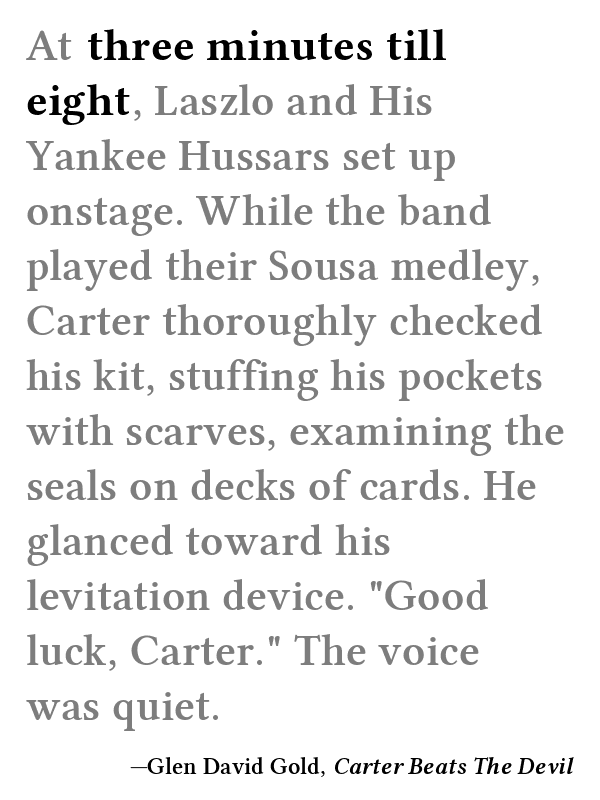 At three minutes till
eight, Laszlo and His
Yankee Hussars set up
onstage. While the band
played their Sousa medley,
Carter thoroughly checked
his kit, stuffing his pockets
with scarves, examining the
seals on decks of cards. He
glanced toward his
levitation device. "Good
luck, Carter." The voice
was quiet.
—Glen David Gold, Carter Beats The Devil